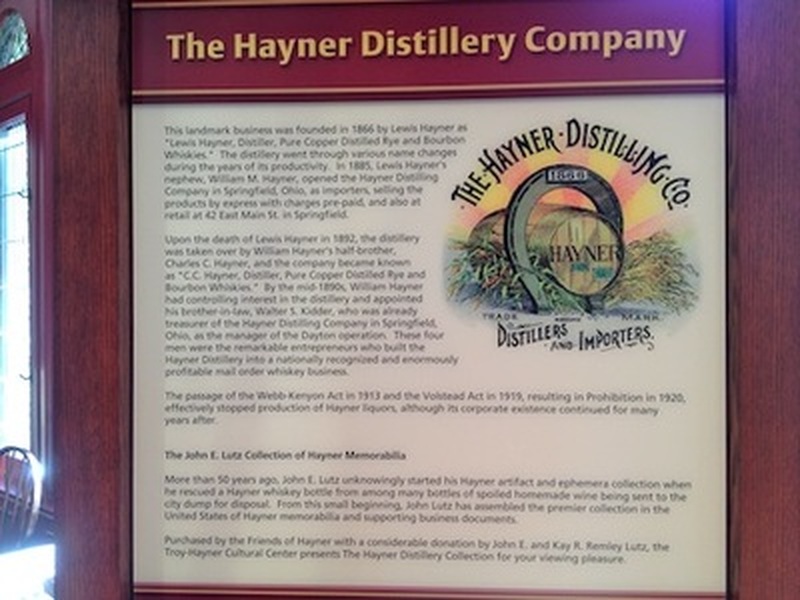 The Hayner Distillery Company
This landmark business was founded in 1866 by Lewis Hayner as
"Lewis Hayner, Distiller, Pure Copper Distilled Rye and Bourbon
Whiskies." The distillery went through various name changes
during the years of its productivity. In 1885, Lewis Hayner's
nephew, William M. Hayner, opened the Hayner Distilling
Company in Springfield, Ohio, as importers, selling the
products by express with charges pre-paid, and also at
retail at 42 East Main St. in Springfield.
Upon the death of Lewis Hayner in 1892, the distillery
was taken over by William Hayner's half-brother,
Charles C. Hayner, and the company became known
as "C.C. Hayner, Distiller, Pure Copper Distilled Rye and
Bourbon Whiskies." By the mid-1890s, William Hayner
had controlling interest in the distillery and appointed
his brother-in-law, Walter S. Kidder, who was already
treasurer of the Hayner Distilling Company in Springfield,
Ohio, as the manager of the Dayton operation. These four
men were the remarkable entrepreneurs who built the
Hayner Distillery into a nationally recognized and enormously
profitable mail order whiskey business.
THE·HAYNER·DISTILLING·CO.
1866
HAYNER
TRADE MARK
DISTILLERS
AND IMPORTERS.
The passage of the Webb-Kenyon Act in 1913 and the Volstead Act in 1919, resulting in Prohibition in 1920,
effectively stopped production of Hayner liquors, although its corporate existence continued for many
years after.
The John E. Lutz Collection of Hayner Memorabilia
More than 50 years ago, John E. Lutz unknowingly started his Hayner artifact and ephemera collection when
he rescued a Hayner whiskey bottle from among many bottles of spoiled homemade wine being sent to the
city dump for disposal. From this small beginning, John Lutz has assembled the premier collection in the
United States of Hayner memorabilia and supporting business documents.
Purchased by the Friends of Hayner with a considerable donation by John E. and Kay R. Remley Lutz, the
Troy-Hayner Cultural Center presents The Hayner Distillery Collection for your viewing pleasure.